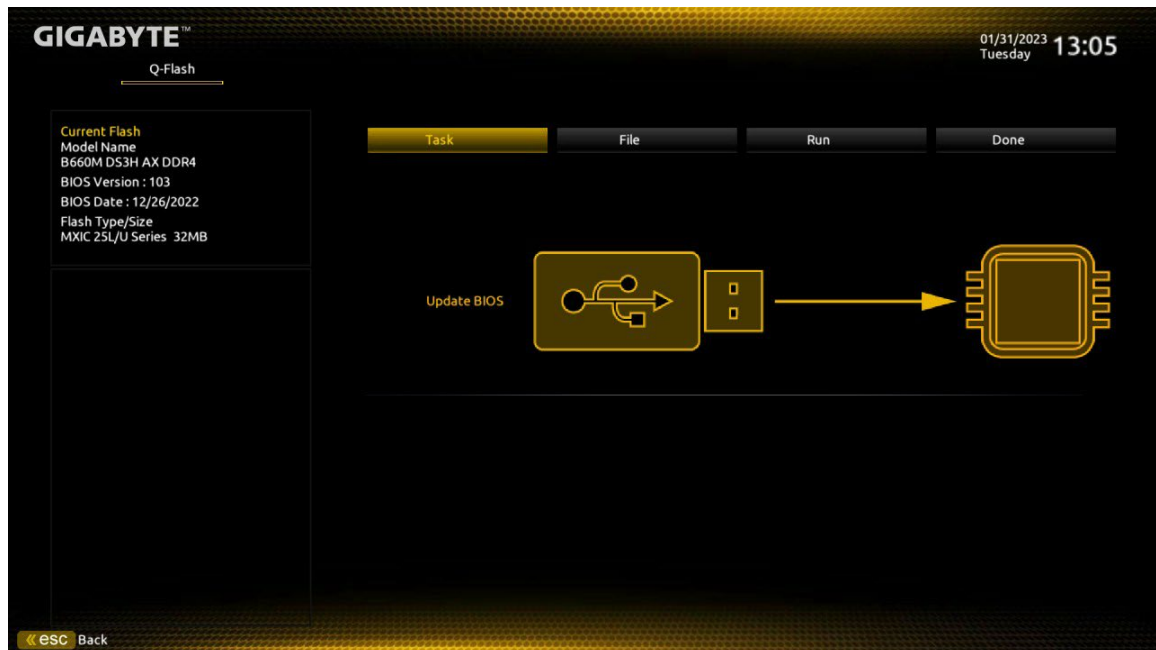 GIGABYTE™
Q-Flash
01/31/2023
Tuesday
13:05
Current Flash
Model Name
B660M DS3H AX DDR4
BIOS Version : 103
BIOS Date : 12/26/2022
Flash Type/Size
MXIC 25L/U Series 32MB
Task
File
Run
Done
Update BIOS
esc Back